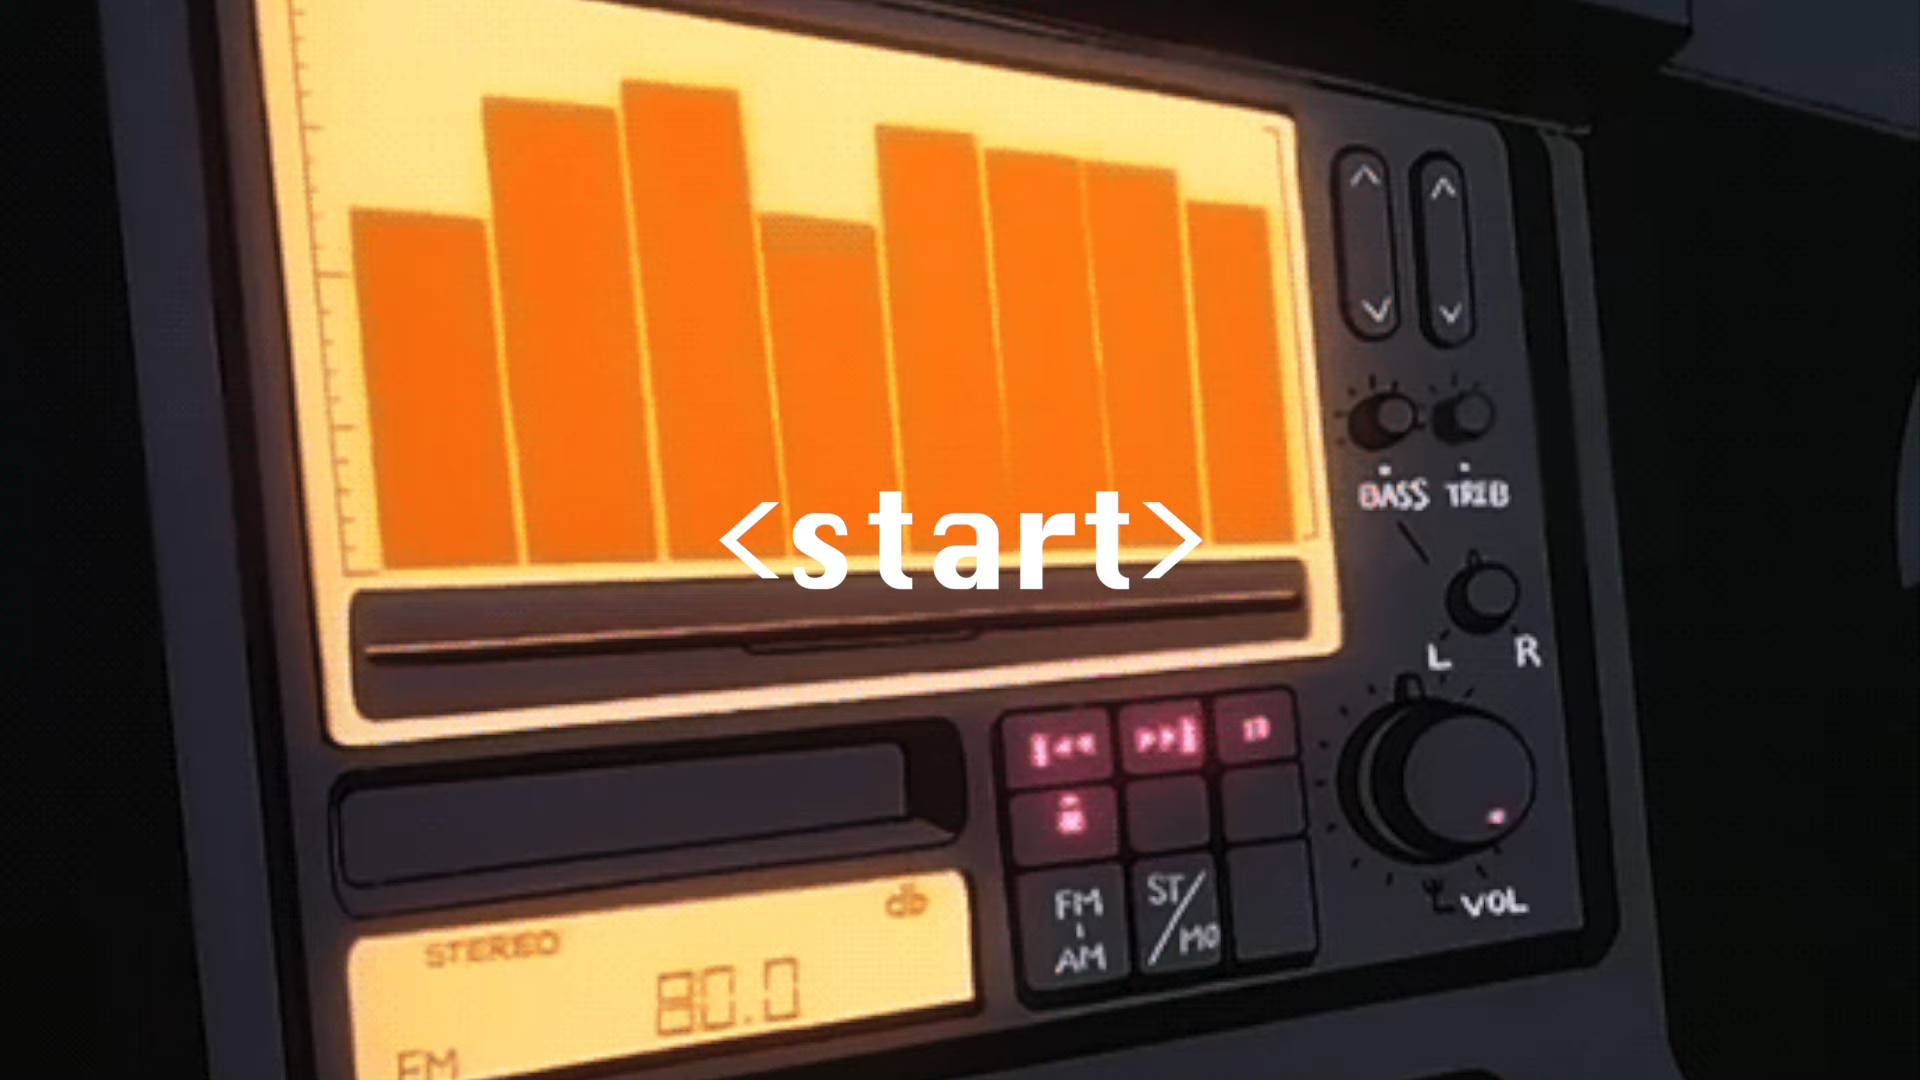 <start>
BASS TREB
L R
FM
AM
ST/MO
VOL
db
STEREO
80.0
FM